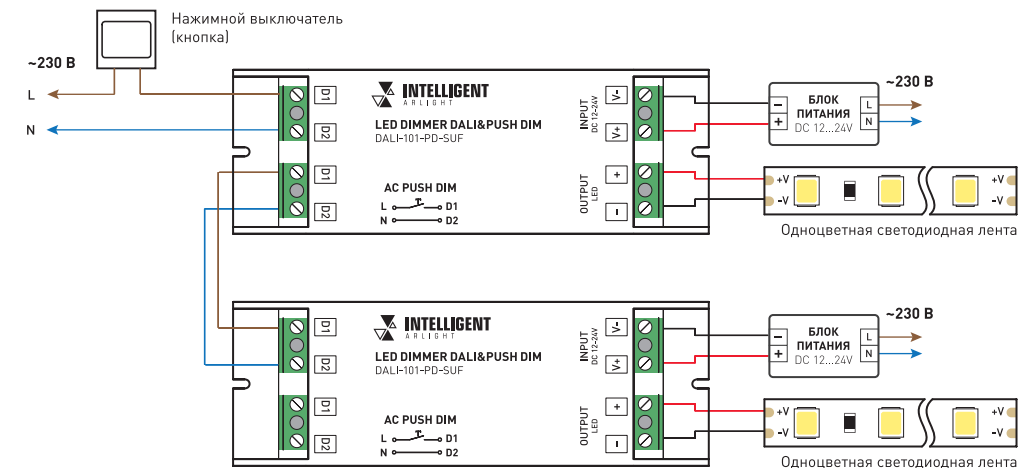 Нажимной выключатель
(кнопка)
~230 В
L
N
D1
D2
D1
D2
INTELLIGENT
ARLIGHT
LED DIMMER DALI&PUSH DIM
DALI-101-PD-SUF
AC PUSH DIM
L D1
N D2
INPUT
DC 12-24V
V-
V+
OUTPUT
LED
+
-
~230 В
БЛОК
ПИТАНИЯ
DC 12...24V
-
+
L
N
+V
-V
+V
-V
Одноцветная светодиодная лента
D1
D2
D1
D2
INTELLIGENT
ARLIGHT
LED DIMMER DALI&PUSH DIM
DALI-101-PD-SUF
AC PUSH DIM
L D1
N D2
INPUT
DC 12-24V
V-
V+
OUTPUT
LED
+
-
~230 В
БЛОК
ПИТАНИЯ
DC 12...24V
-
+
L
N
+V
-V
+V
-V
Одноцветная светодиодная лента